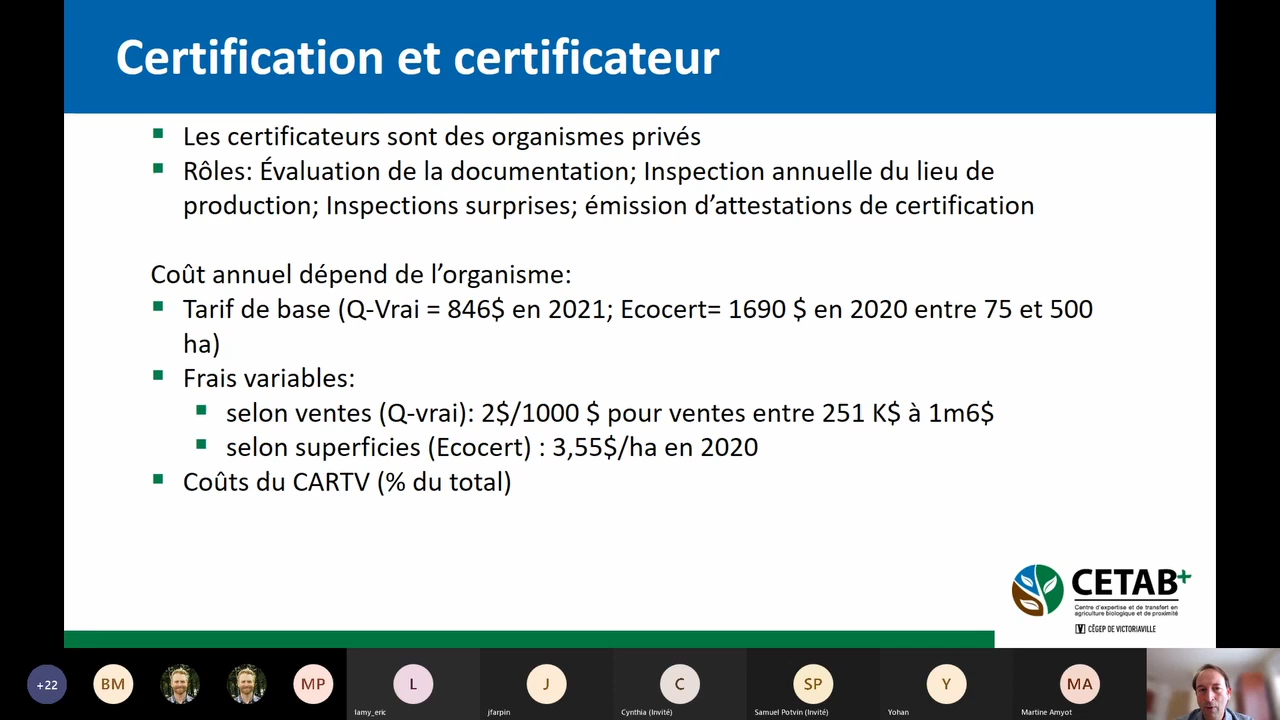 Certification et certificateur
Les certificateurs sont des organismes privés
Rôles: Évaluation de la documentation; Inspection annuelle du lieu de
production; Inspections surprises; émission d’attestations de certification
Coût annuel dépend de l’organisme:
Tarif de base (Q-Vrai = 846$ en 2021; Ecocert= 1690 $ en 2020 entre 75 et 500
ha)
Frais variables:
selon ventes (Q-vrai): 2$/1000 $ pour ventes entre 251 K$ à 1m6$
selon superficies (Ecocert) : 3,55$/ha en 2020
Coûts du CARTV (% du total)
CETAB+
Centre d'expertise et de transfert en
agriculture biologique et de proximité
CÉGEP DE VICTORIAVILLE
+22
BM
MP
L
J
C
SP
Y
MA
lamy_eric
jfarpin
Cynthia (Invité)
Samuel Potvin (Invité)
Yohan
Martine Amyot